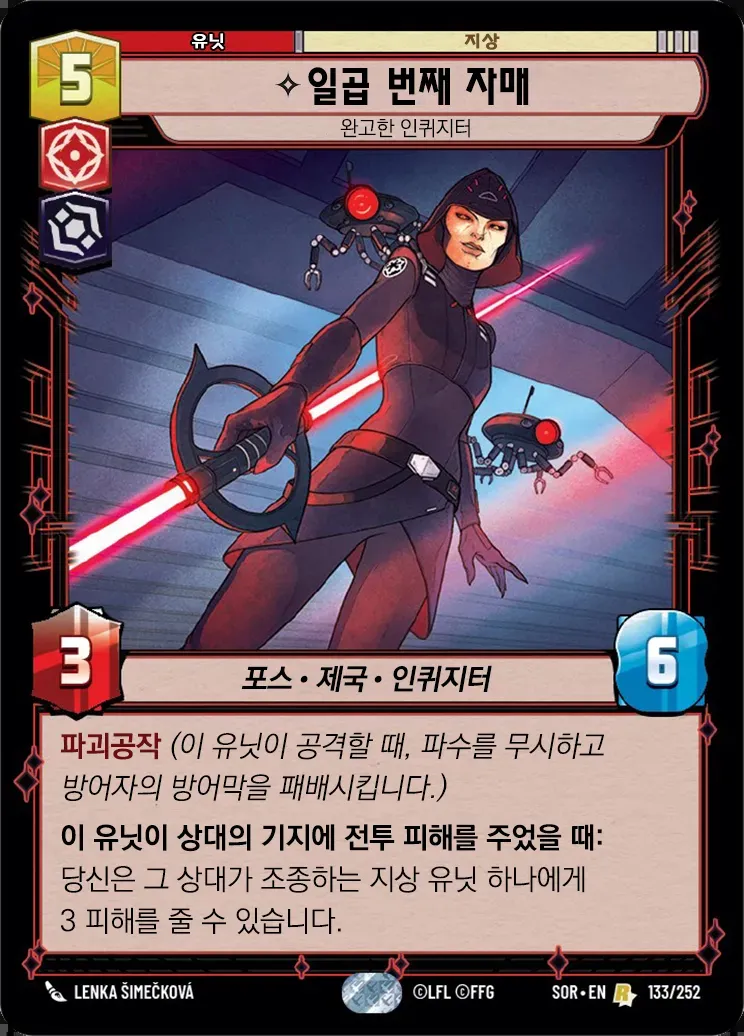 유닛
지상
5
✧일곱 번째 자매
완고한 인퀴지터
3
6
포스 • 제국 • 인퀴지터
파괴공작 (이 유닛이 공격할 때, 파수를 무시하고
방어자의 방어막을 패배시킵니다.)
이 유닛이 상대의 기지에 전투 피해를 주었을 때:
당신은 그 상대가 조종하는 지상 유닛 하나에게
3 피해를 줄 수 있습니다.
LENKA ŠIMEČKOVÁ
©LFL ©FFG
SOR • EN R 133/252